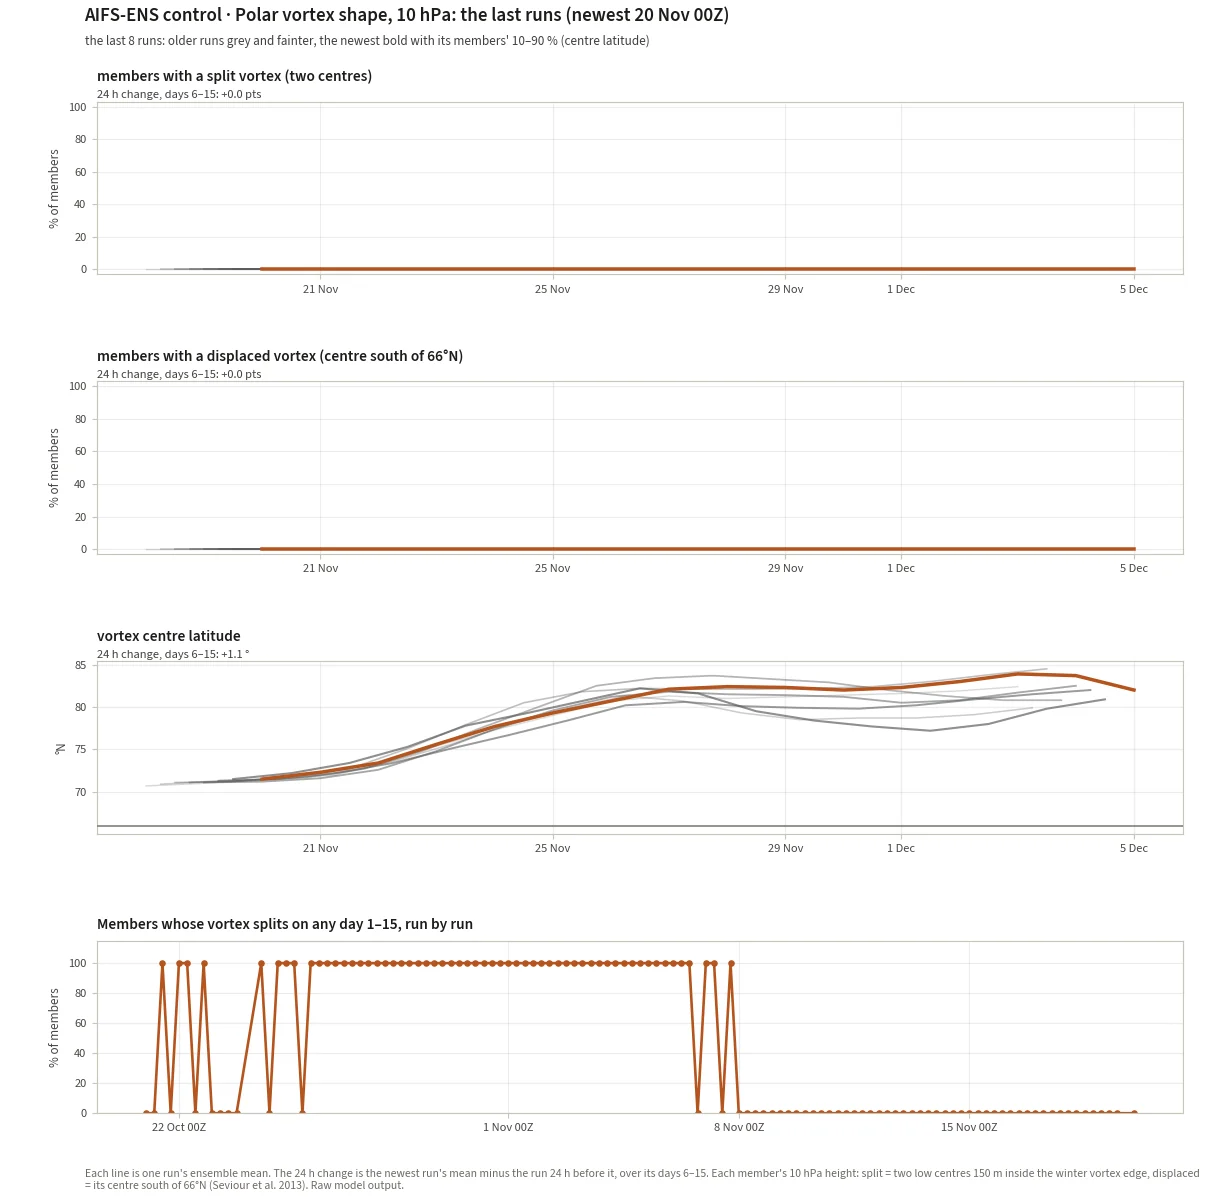 AIFS-ENS control · Polar vortex shape, 10 hPa: the last runs (newest 20 Nov 00Z)
the last 8 runs: older runs grey and fainter, the newest bold with its members' 10–90 % (centre latitude)
members with a split vortex (two centres)
24 h change, days 6–15: +0.0 pts
100
80
60
40
20
0
% of members
21 Nov
25 Nov
29 Nov
1 Dec
5 Dec
members with a displaced vortex (centre south of 66°N)
24 h change, days 6–15: +0.0 pts
100
80
60
40
20
0
% of members
21 Nov
25 Nov
29 Nov
1 Dec
5 Dec
vortex centre latitude
24 h change, days 6–15: +1.1 °
85
80
75
70
°N
21 Nov
25 Nov
29 Nov
1 Dec
5 Dec
Members whose vortex splits on any day 1–15, run by run
100
80
60
40
20
0
% of members
22 Oct 00Z
1 Nov 00Z
8 Nov 00Z
15 Nov 00Z
Each line is one run's ensemble mean. The 24 h change is the newest run's mean minus the run 24 h before it, over its days 6–15. Each member's 10 hPa height: split = two low centres 150 m inside the winter vortex edge, displaced
= its centre south of 66°N (Seviour et al. 2013). Raw model output.